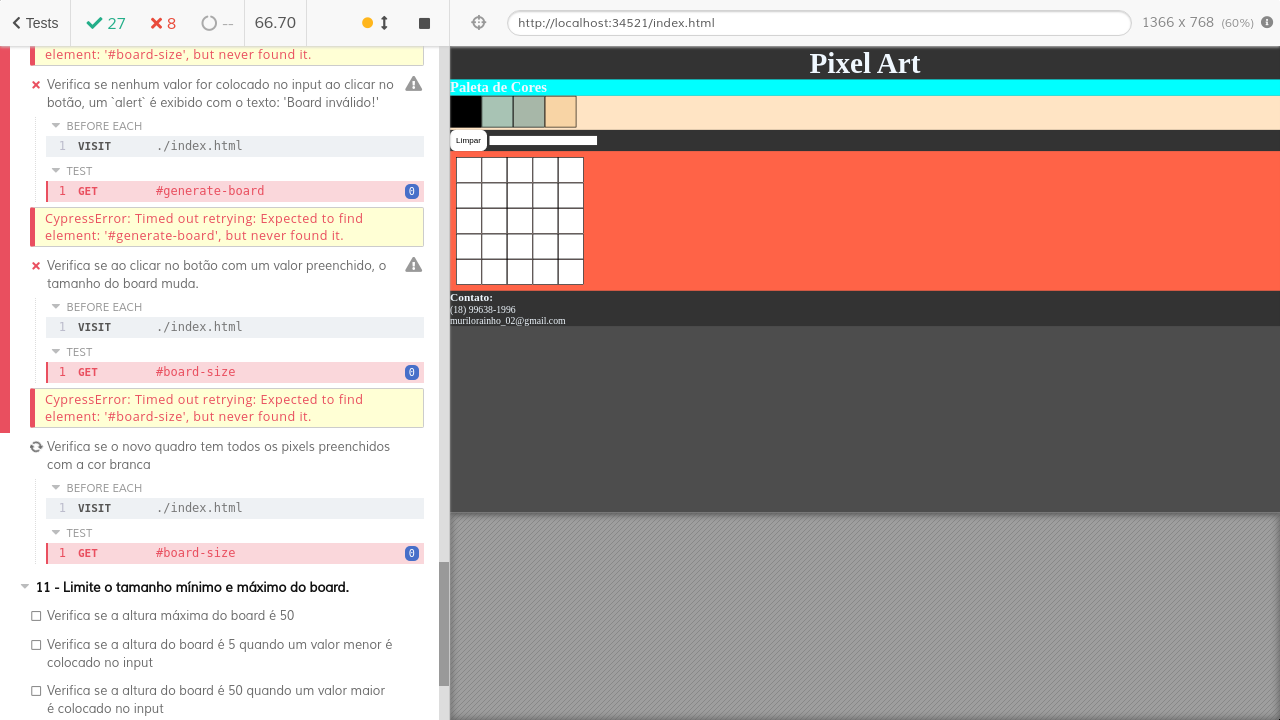 Tests
27
8
--
66.70
http://localhost:34521/index.html
1366 x 768 (60%)
element: '#board-size', but never found it.
Verifica se nenhum valor for colocado no input ao clicar no
botão, um `alert` é exibido com o texto: 'Board inválido!'
BEFORE EACH
1 VISIT ./index.html
TEST
1 GET #generate-board 0
CypressError: Timed out retrying: Expected to find
element: '#generate-board', but never found it.
Verifica se ao clicar no botão com um valor preenchido, o
tamanho do board muda.
BEFORE EACH
1 VISIT ./index.html
TEST
1 GET #board-size 0
CypressError: Timed out retrying: Expected to find
element: '#board-size', but never found it.
Verifica se o novo quadro tem todos os pixels preenchidos
com a cor branca
BEFORE EACH
1 VISIT ./index.html
TEST
1 GET #board-size 0
11 - Limite o tamanho mínimo e máximo do board.
Verifica se a altura máxima do board é 50
Verifica se a altura do board é 5 quando um valor menor é
colocado no input
Verifica se a altura do board é 50 quando um valor maior
é colocado no input
Pixel Art
Paleta de Cores
Limpar
Contato:
(18) 99638-1996
murilorainho_02@gmail.com